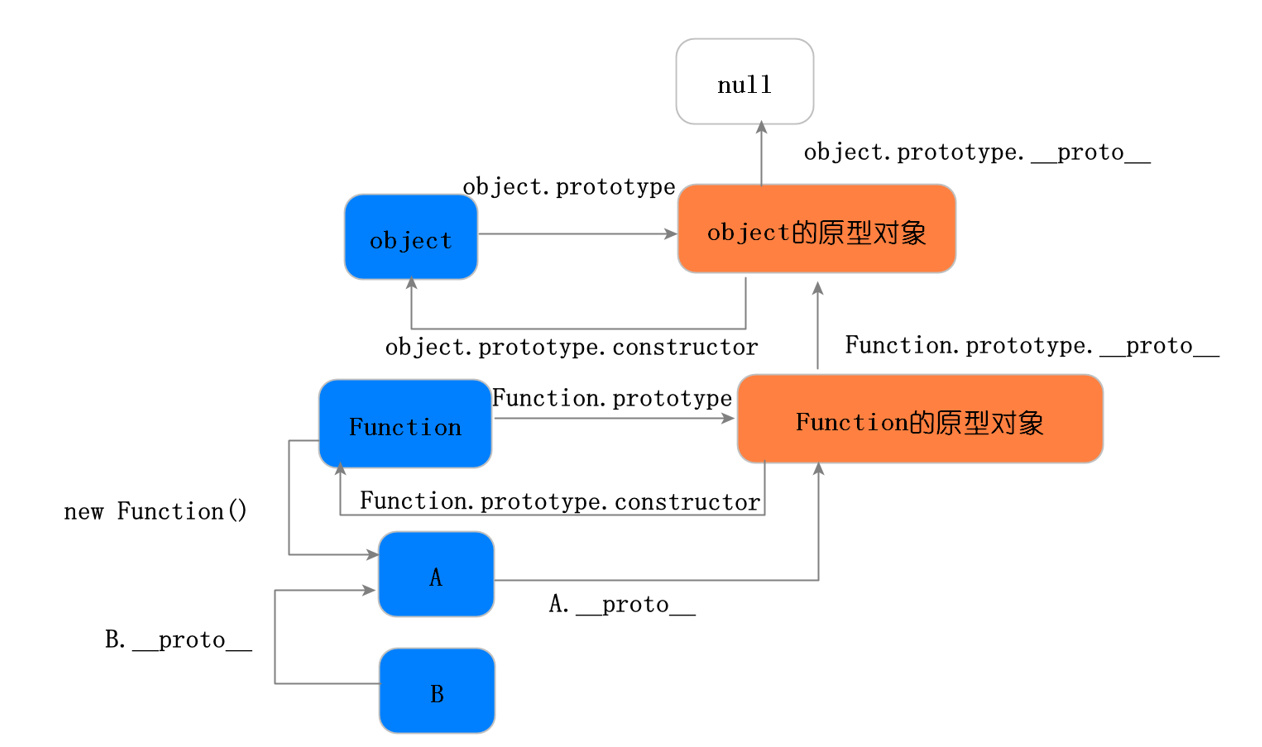 null
object.prototype.__proto__
object.prototype
object
object的原型对象
object.prototype.constructor
Function.prototype.__proto__
Function.prototype
Function
Function的原型对象
Function.prototype.constructor
new Function()
A
A.__proto__
B.__proto__
B